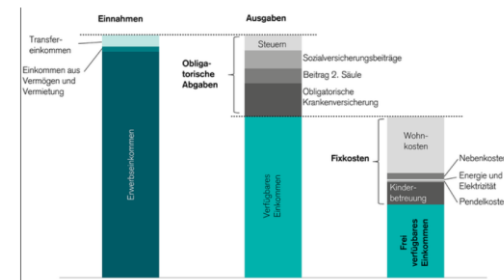 Einnahmen
Ausgaben
Transfer-
einkommen
Einkommen aus
Vermögen und
Vermietung
Erwerbseinkommen
Obliga-
torische
Abgaben
Steuern
Sozialversicherungsbeiträge
Beitrag 2. Säule
Obligatorische
Krankenversicherung
Verfügbares
Einkommen
Fixkosten
Wohn-
kosten
Nebenkosten
Energie und
Elektrizität
Kinder-
betreuung
Pendelkoste
Frei
verfügbares
Einkommen